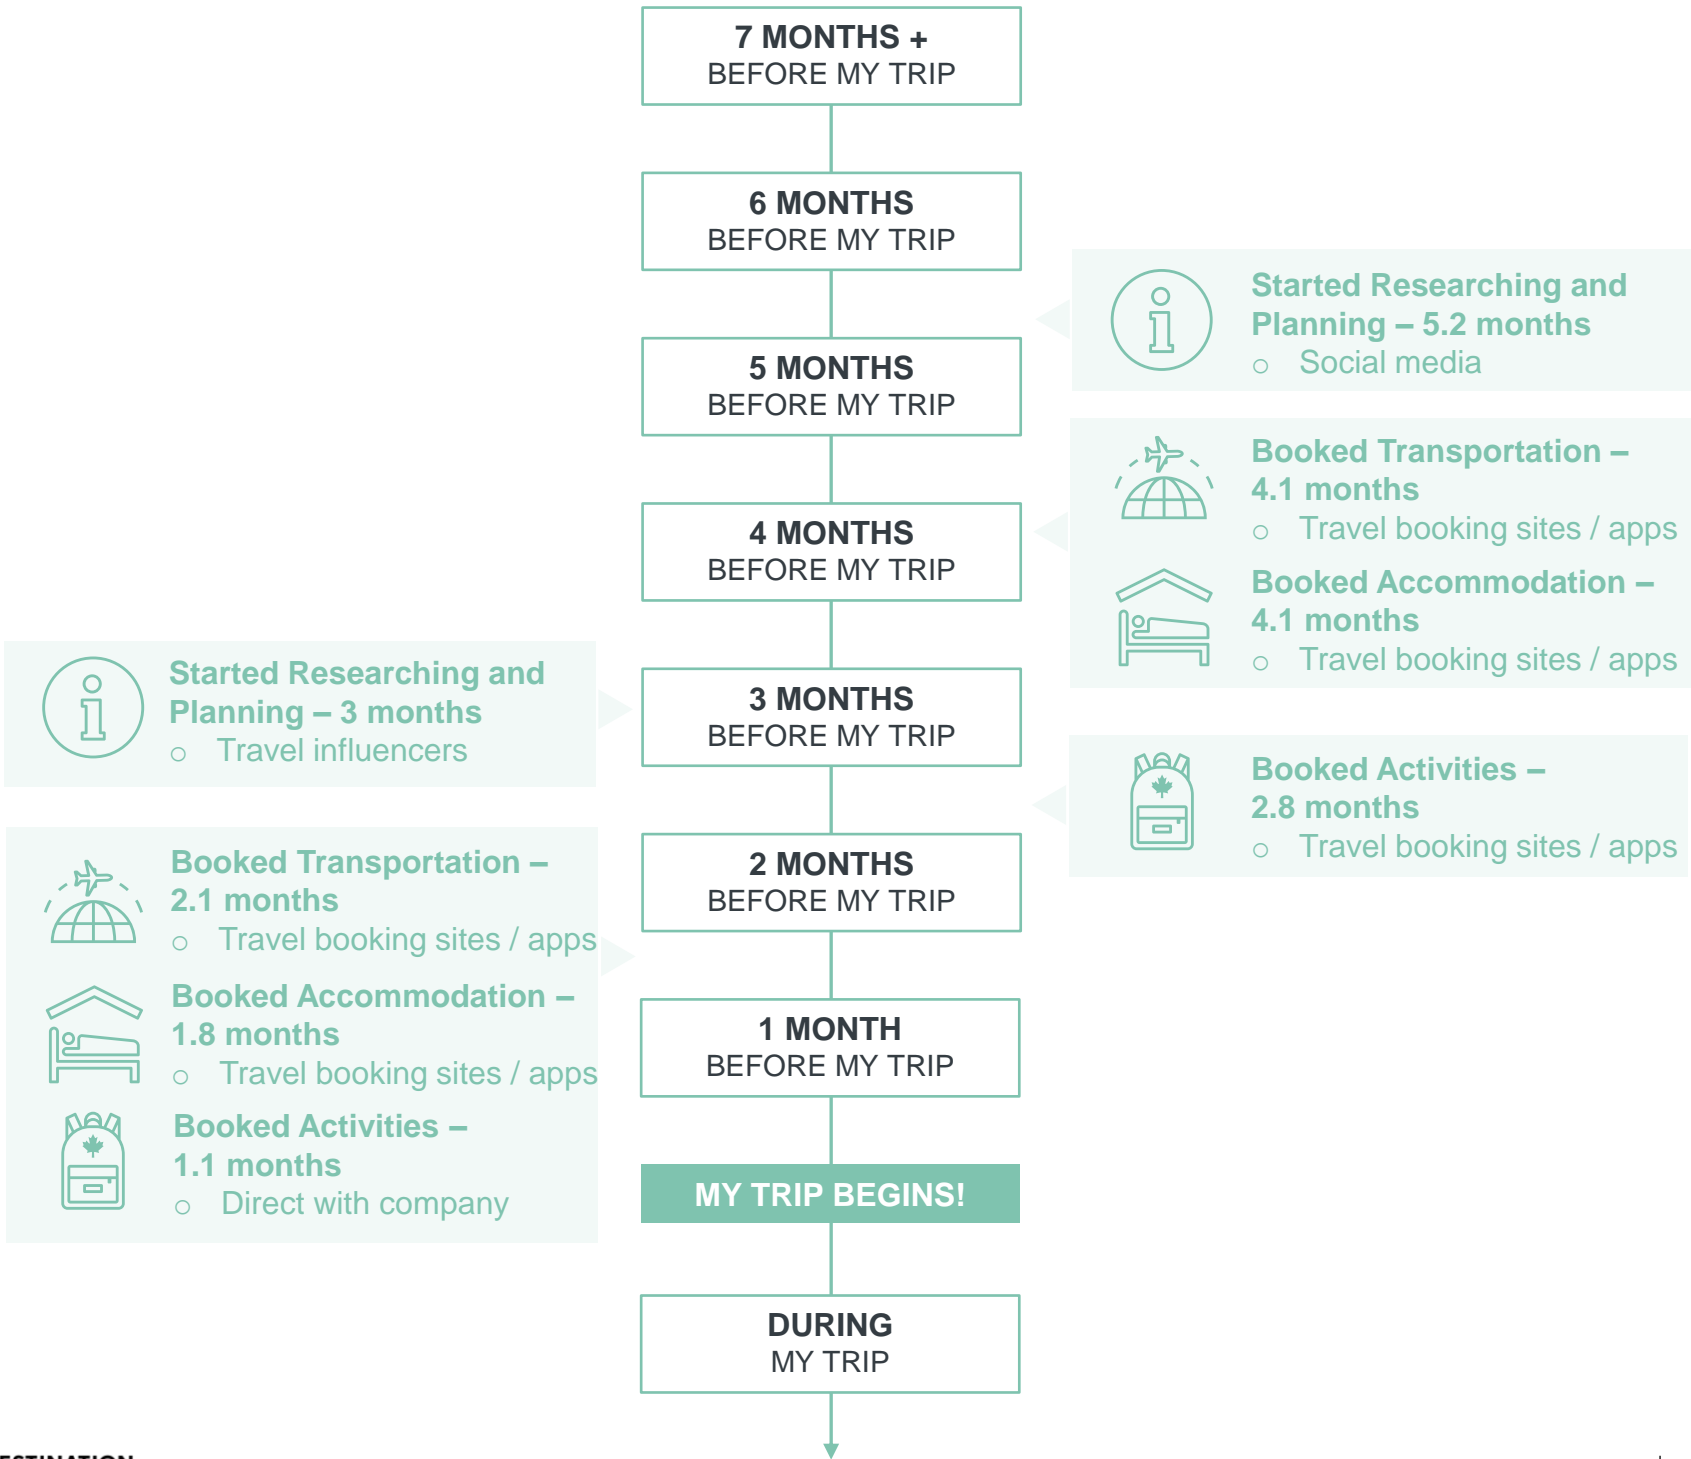 7 MONTHS +
BEFORE MY TRIP
6 MONTHS
BEFORE MY TRIP
Started Researching and
Planning – 5.2 months
o Social media
5 MONTHS
BEFORE MY TRIP
Booked Transportation –
4.1 months
o Travel booking sites / apps
4 MONTHS
BEFORE MY TRIP
Booked Accommodation –
4.1 months
o Travel booking sites / apps
Started Researching and
Planning – 3 months
o Travel influencers
3 MONTHS
BEFORE MY TRIP
Booked Activities –
2.8 months
o Travel booking sites / apps
2 MONTHS
BEFORE MY TRIP
Booked Transportation –
2.1 months
o Travel booking sites / apps
Booked Accommodation –
1.8 months
o Travel booking sites / apps
1 MONTH
BEFORE MY TRIP
Booked Activities –
1.1 months
o Direct with company
MY TRIP BEGINS!
DURING
MY TRIP